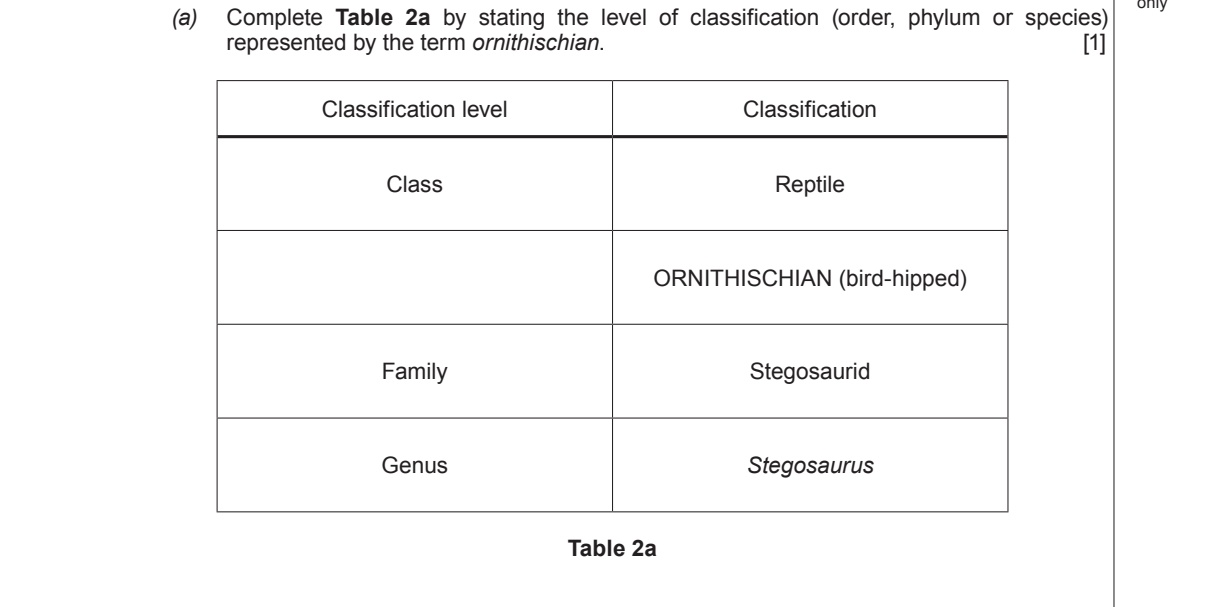 only
(a) Complete Table 2a by stating the level of classification (order, phylum or species)
represented by the term ornithischian. [1]
Classification level Classification
Class Reptile
ORNITHISCHIAN (bird-hipped)
Family Stegosaurid
Genus Stegosaurus
Table 2a